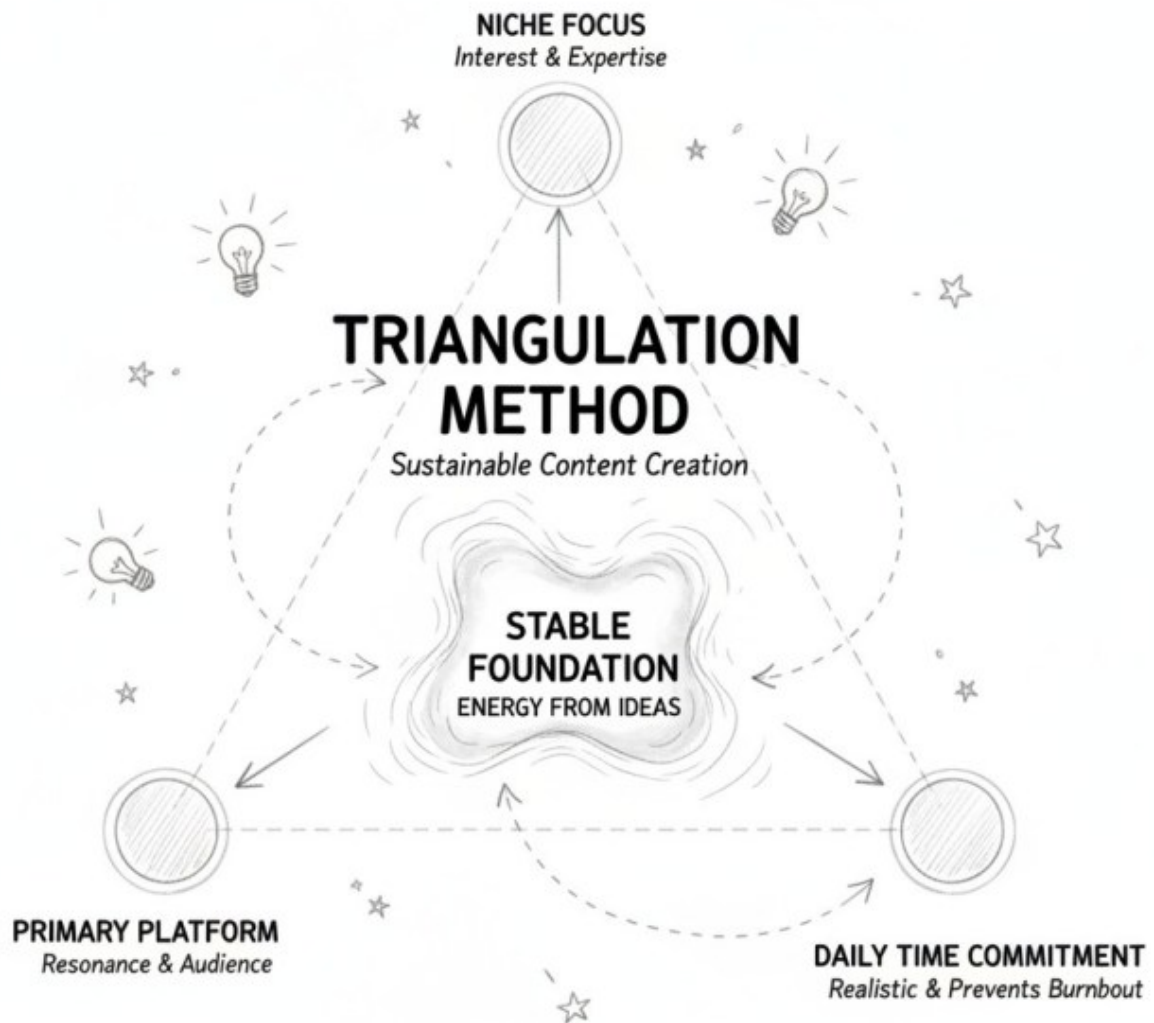 NICHE FOCUS
Interest & Expertise
TRIANGULATION
METHOD
Sustainable Content Creation
STABLE
FOUNDATION
ENERGY FROM IDEAS
PRIMARY PLATFORM
Resonance & Audience
DAILY TIME COMMITMENT
Realistic & Prevents Burnbout